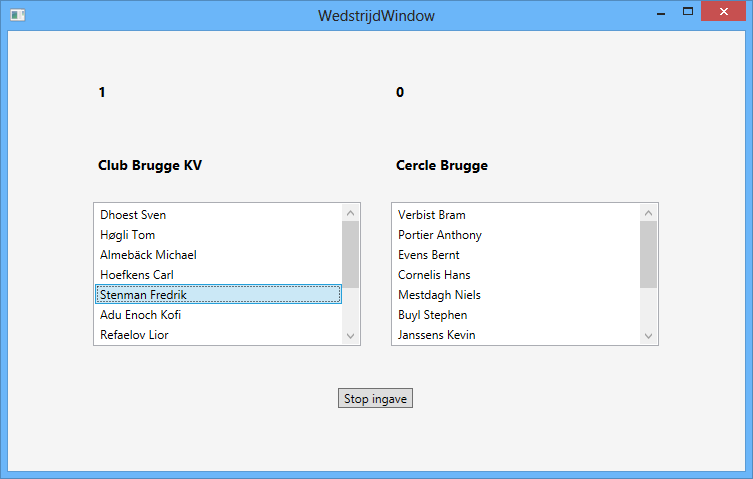 WedstrijdWindow
1
0
Club Brugge KV
Cercle Brugge
Dhoest Sven
Høgli Tom
Almebäck Michael
Hoefkens Carl
Stenman Fredrik
Adu Enoch Kofi
Refaelov Lior
Verbist Bram
Portier Anthony
Evens Bernt
Cornelis Hans
Mestdagh Niels
Buyl Stephen
Janssens Kevin
Stop ingave